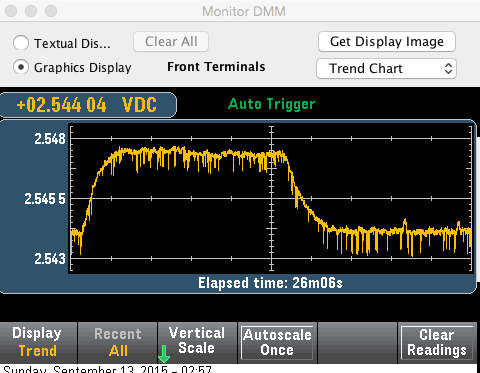 Monitor DMM
Textual Dis... Clear All Get Display Image
Graphics Display Front Terminals Trend Chart
+02.544 04 VDC Auto Trigger
2.548
2.545 5
2.543
Elapsed time: 26m06s
Display Recent Vertical Autoscale Clear
Trend All Scale Once Readings
Sunday, September 13, 2015 – 02:57